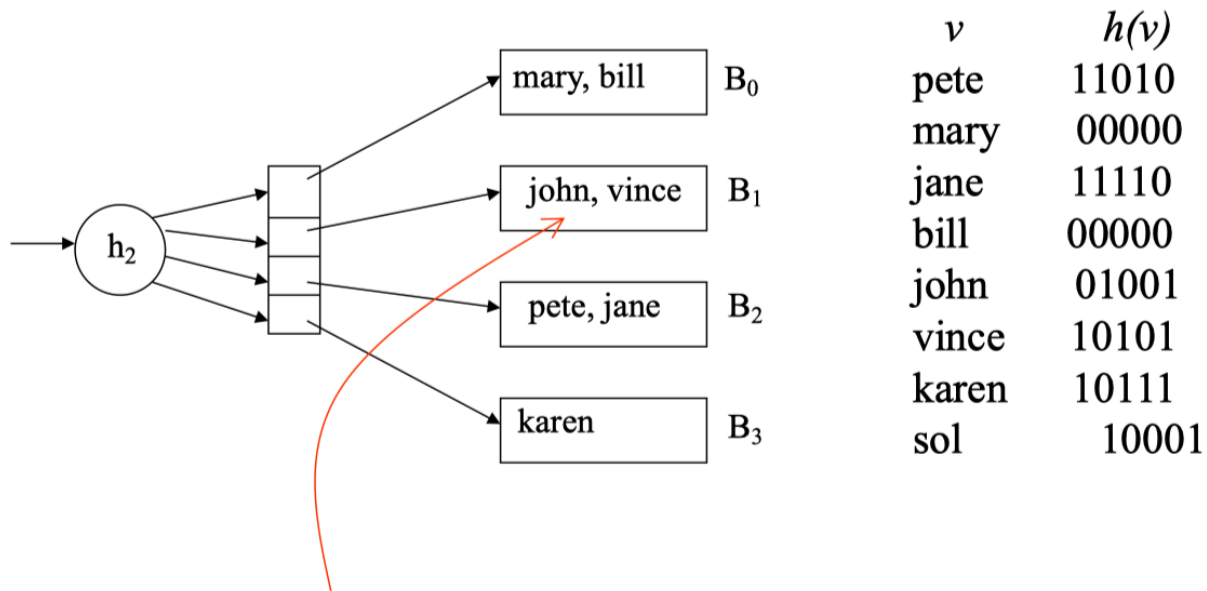 h₂
mary, bill B₀
john, vince B₁
pete, jane B₂
karen B₃
v h(v)
pete 11010
mary 00000
jane 11110
bill 00000
john 01001
vince 10101
karen 10111
sol 10001